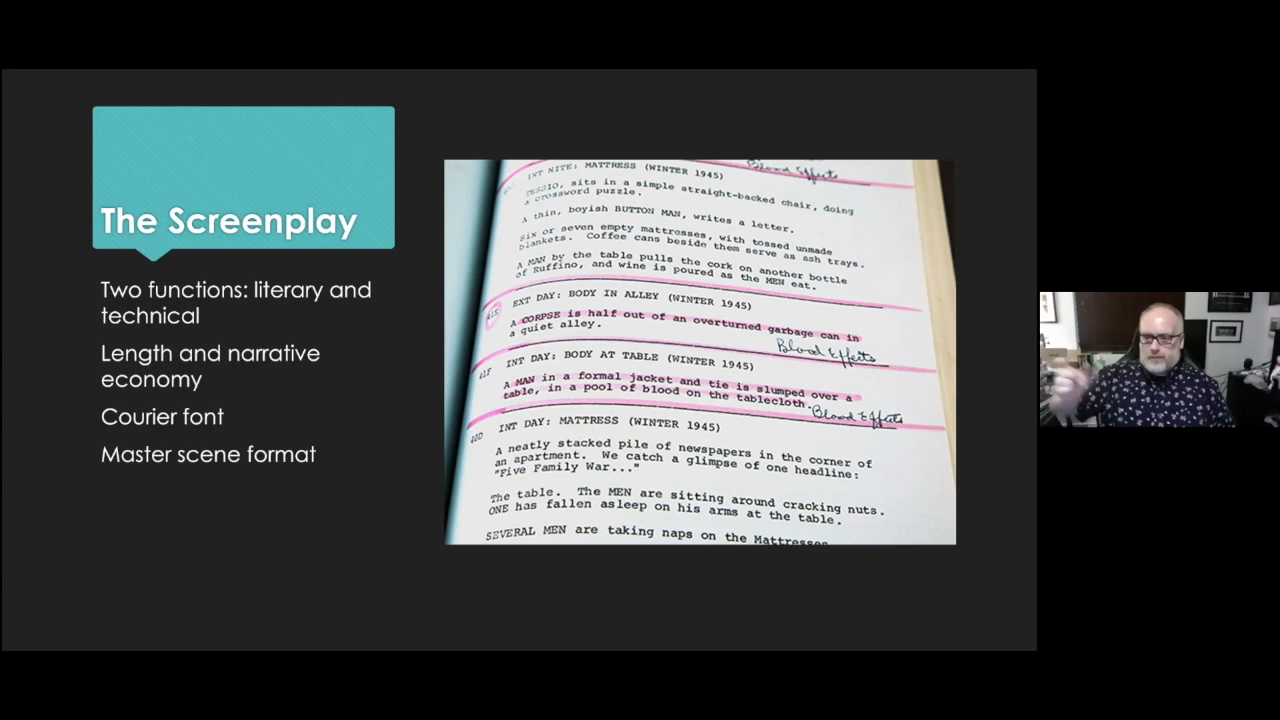 The Screenplay
Two functions: literary and
technical
Length and narrative
economy
Courier font
Master scene format
Blood Effects
INT NITE: MATTRESS (WINTER 1945)
TESSIO, sits in a simple straight-backed chair, doing
a crossword puzzle.
A thin, boyish BUTTON MAN, writes a letter.
Six or seven empty mattresses, with tossed unmade
blankets. Coffee cans beside them serve as ash trays.
A MAN by the table pulls the cork on another bottle
of Ruffino, and wine is poured as the MEN eat.
EXT DAY: BODY IN ALLEY (WINTER 1945)
A CORPSE is half out of an overturned garbage can in
a quiet alley.
Blood Effects
41F INT DAY: BODY AT TABLE (WINTER 1945)
A MAN in a formal jacket and tie is slumped over a
table, in a pool of blood on the tablecloth.
Blood Effects
40D INT DAY: MATTRESS (WINTER 1945)
A neatly stacked pile of newspapers in the corner of
an apartment. We catch a glimpse of one headline:
"Five Family War..."
The table. The MEN are sitting around cracking nuts.
ONE has fallen asleep on his arms at the table.
SEVERAL MEN are taking naps on the Mattresses